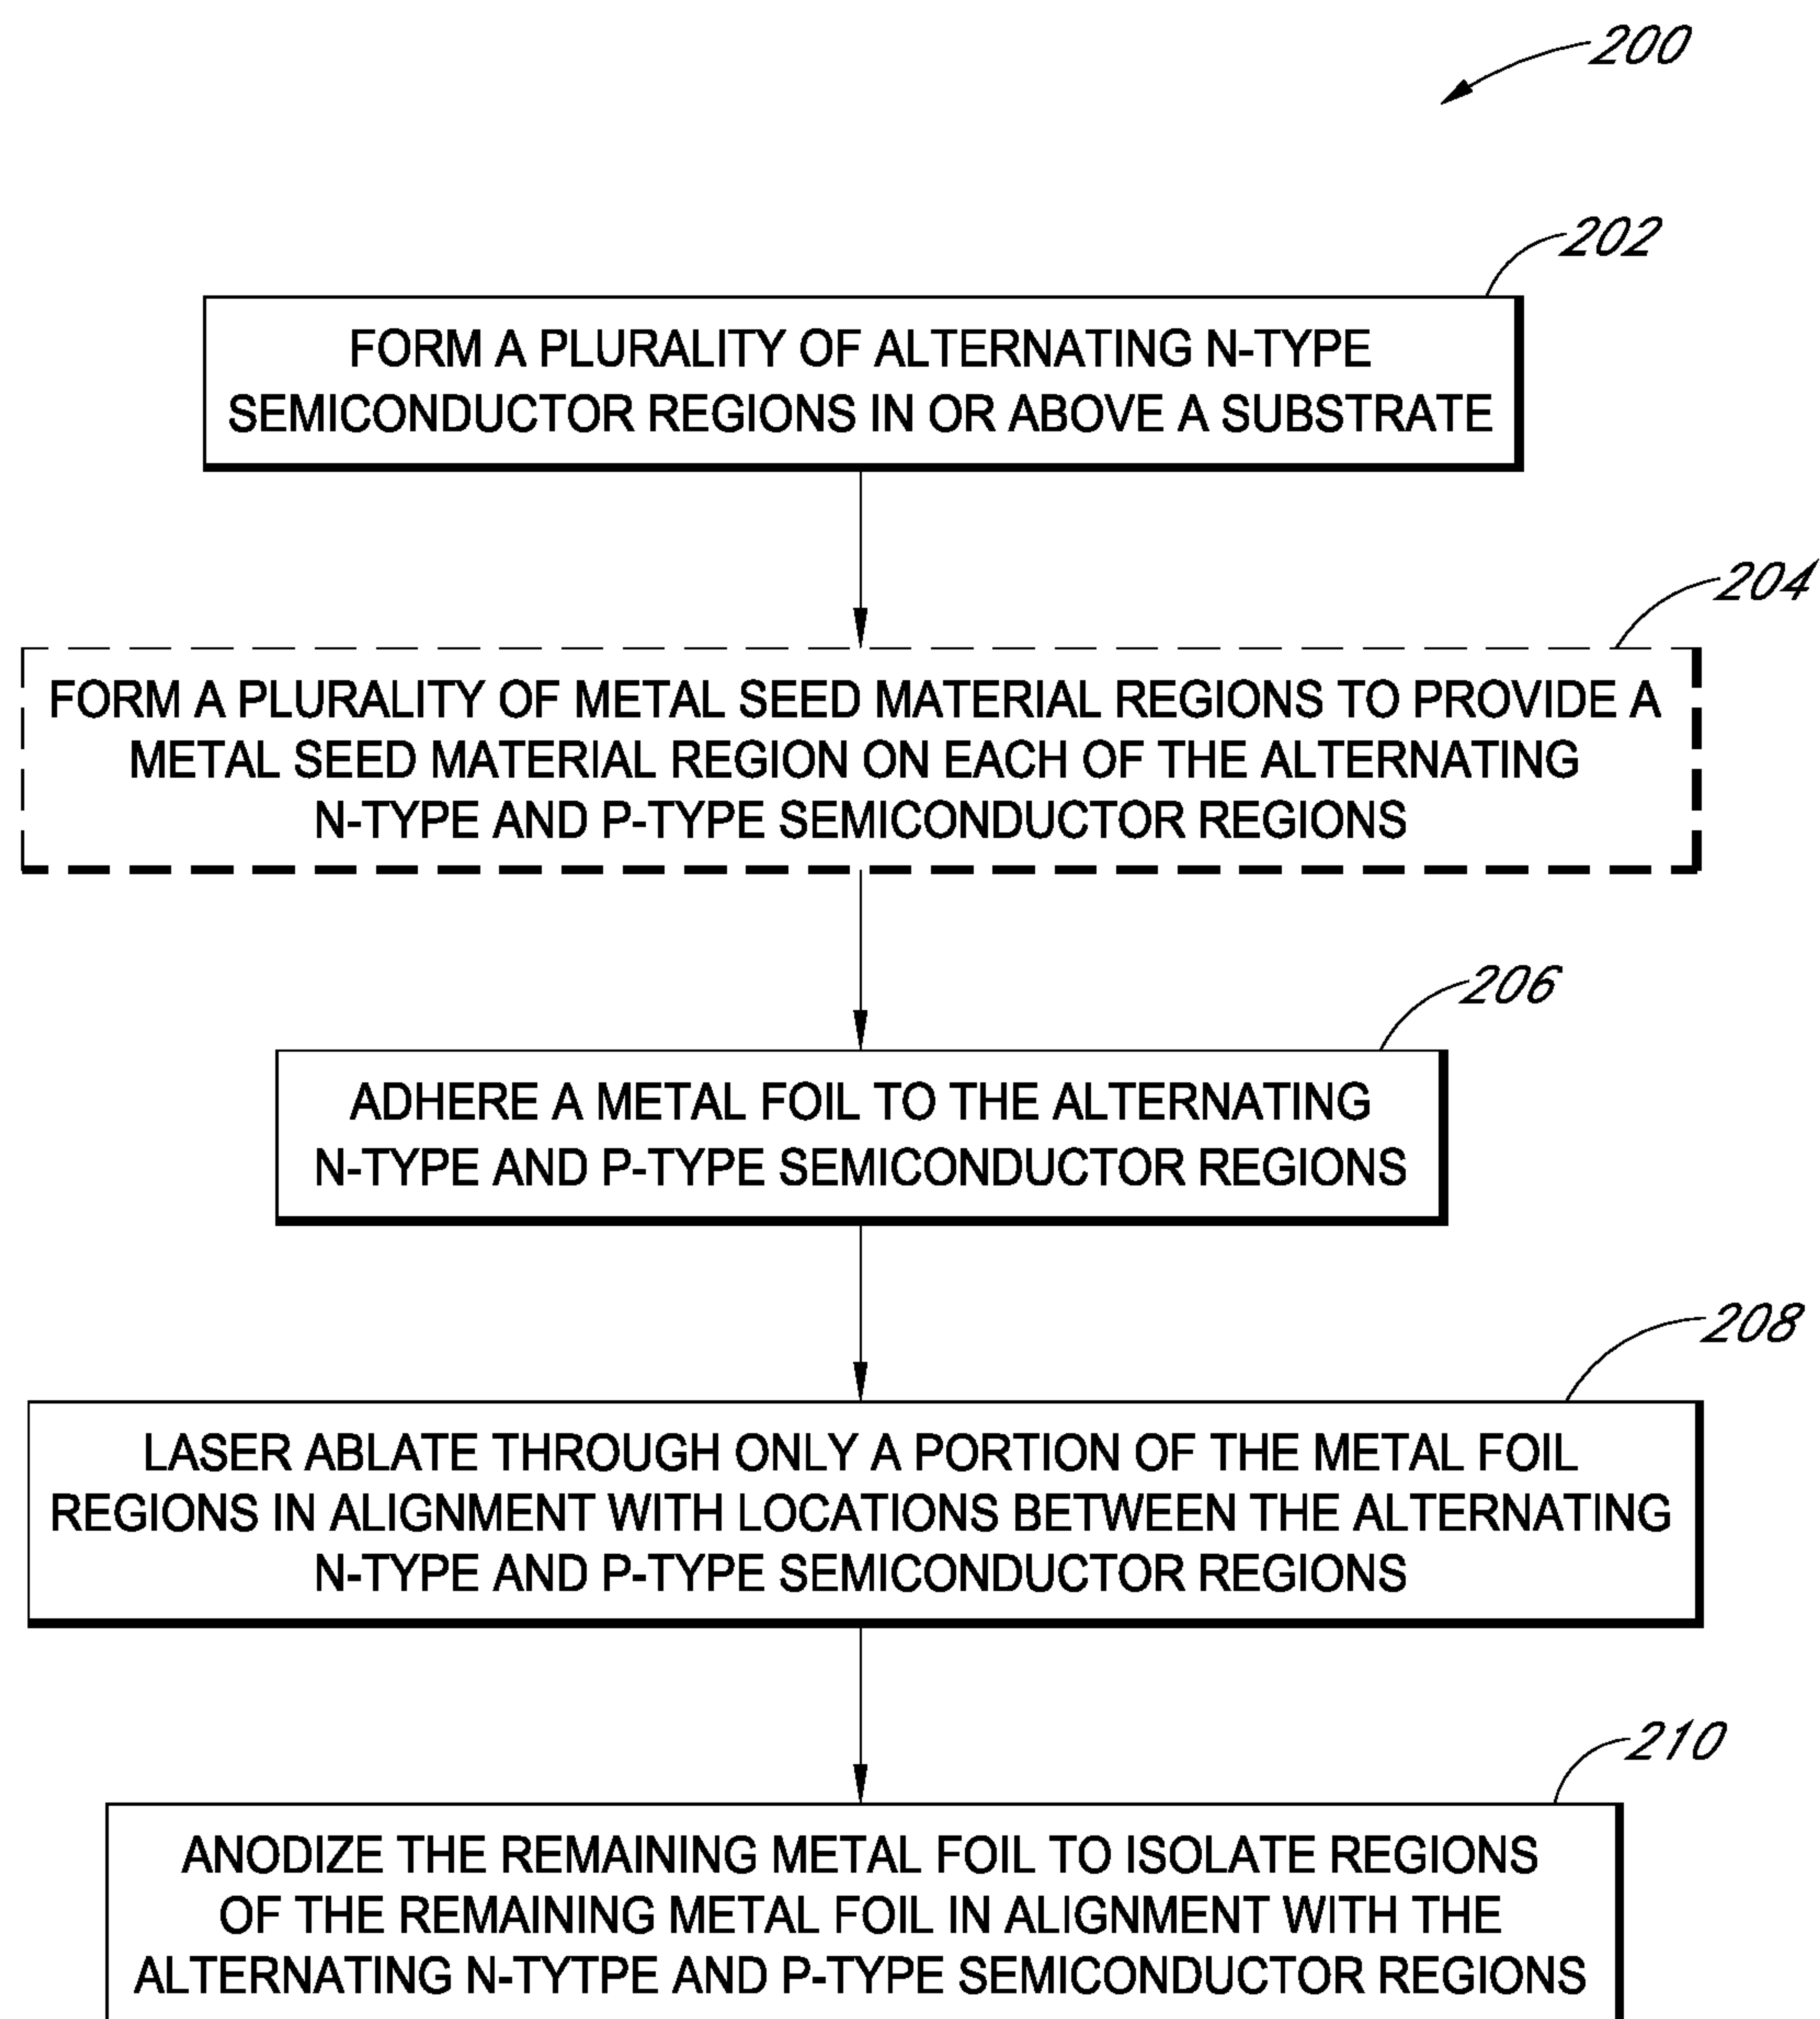 200
202
FORM A PLURALITY OF ALTERNATING N-TYPE
SEMICONDUCTOR REGIONS IN OR ABOVE A SUBSTRATE
204
FORM A PLURALITY OF METAL SEED MATERIAL REGIONS TO PROVIDE A
METAL SEED MATERIAL REGION ON EACH OF THE ALTERNATING
N-TYPE AND P-TYPE SEMICONDUCTOR REGIONS
206
ADHERE A METAL FOIL TO THE ALTERNATING
N-TYPE AND P-TYPE SEMICONDUCTOR REGIONS
208
LASER ABLATE THROUGH ONLY A PORTION OF THE METAL FOIL
REGIONS IN ALIGNMENT WITH LOCATIONS BETWEEN THE ALTERNATING
N-TYPE AND P-TYPE SEMICONDUCTOR REGIONS
210
ANODIZE THE REMAINING METAL FOIL TO ISOLATE REGIONS
OF THE REMAINING METAL FOIL IN ALIGNMENT WITH THE
ALTERNATING N-TYTPE AND P-TYPE SEMICONDUCTOR REGIONS